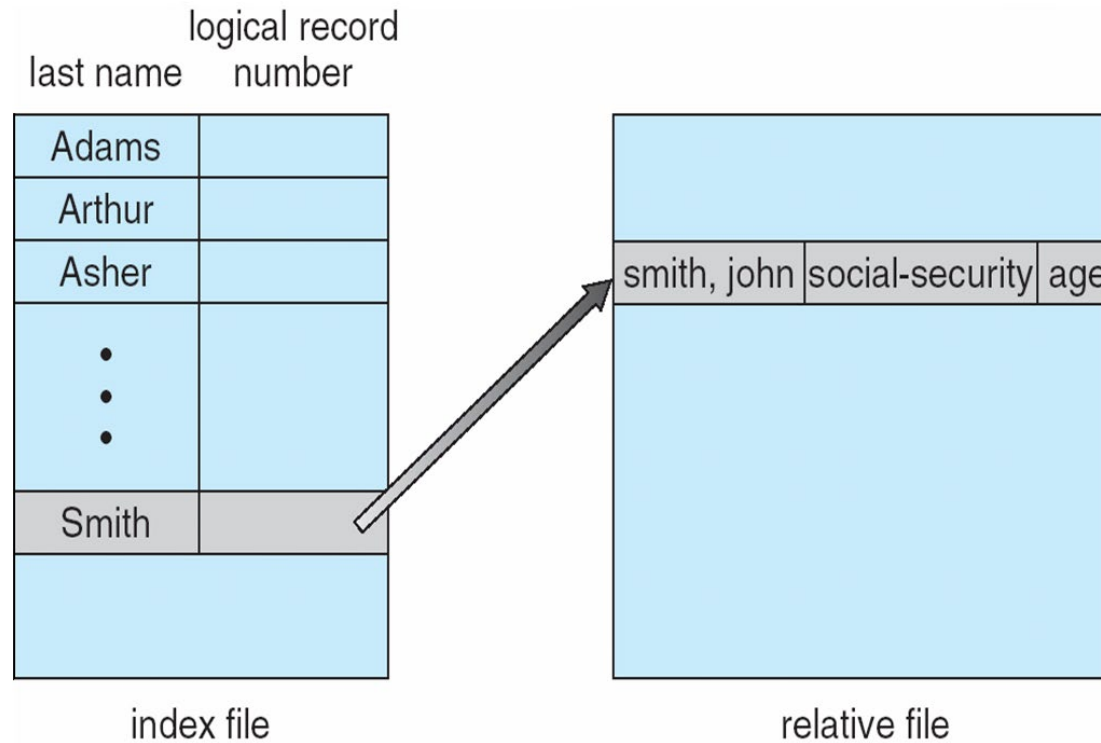 logical record
last name number
Adams
Arthur
Asher
Smith
smith, john social-security age
index file relative file